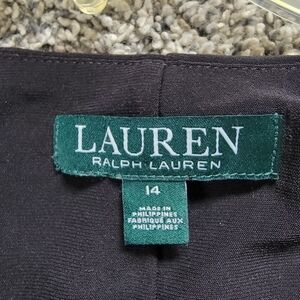 LAUREN
RALPH LAUREN
14
MADE IN
PHILIPPINES
FABRIQUÉ AUX
PHILIPPINES